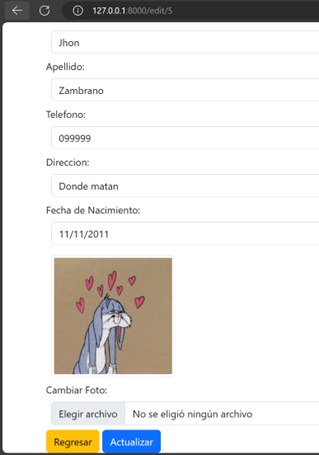 127.0.0.1:8000/edit/5
Jhon
Apellido:
Zambrano
Telefono:
099999
Direccion:
Donde matan
Fecha de Nacimiento:
11/11/2011
Cambiar Foto:
Elegir archivo No se eligió ningún archivo
Regresar Actualizar